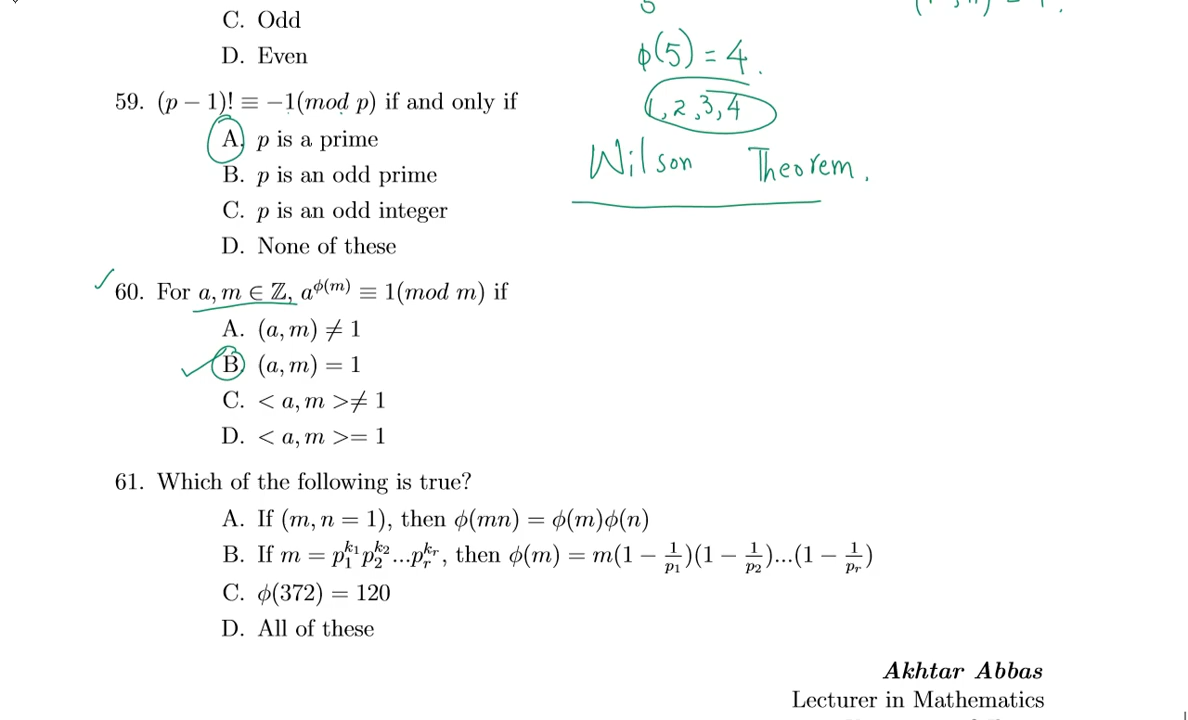 C. Odd
D. Even
ϕ(5) = 4.
1, 2, 3, 4
59. (p − 1)! ≡ −1(mod p) if and only if
A. p is a prime
B. p is an odd prime
C. p is an odd integer
D. None of these
Wilson Theorem.
60. For a, m ∈ ℤ, a^ϕ(m) ≡ 1(mod m) if
A. (a, m) ≠ 1
B. (a, m) = 1
C. < a, m >≠ 1
D. < a, m >= 1
61. Which of the following is true?
A. If (m, n = 1), then ϕ(mn) = ϕ(m)ϕ(n)
B. If m = p₁^k₁ p₂^k₂...pᵣ^kᵣ, then ϕ(m) = m(1 − 1/p₁)(1 − 1/p₂)...(1 − 1/pᵣ)
C. ϕ(372) = 120
D. All of these
Akhtar Abbas
Lecturer in Mathematics